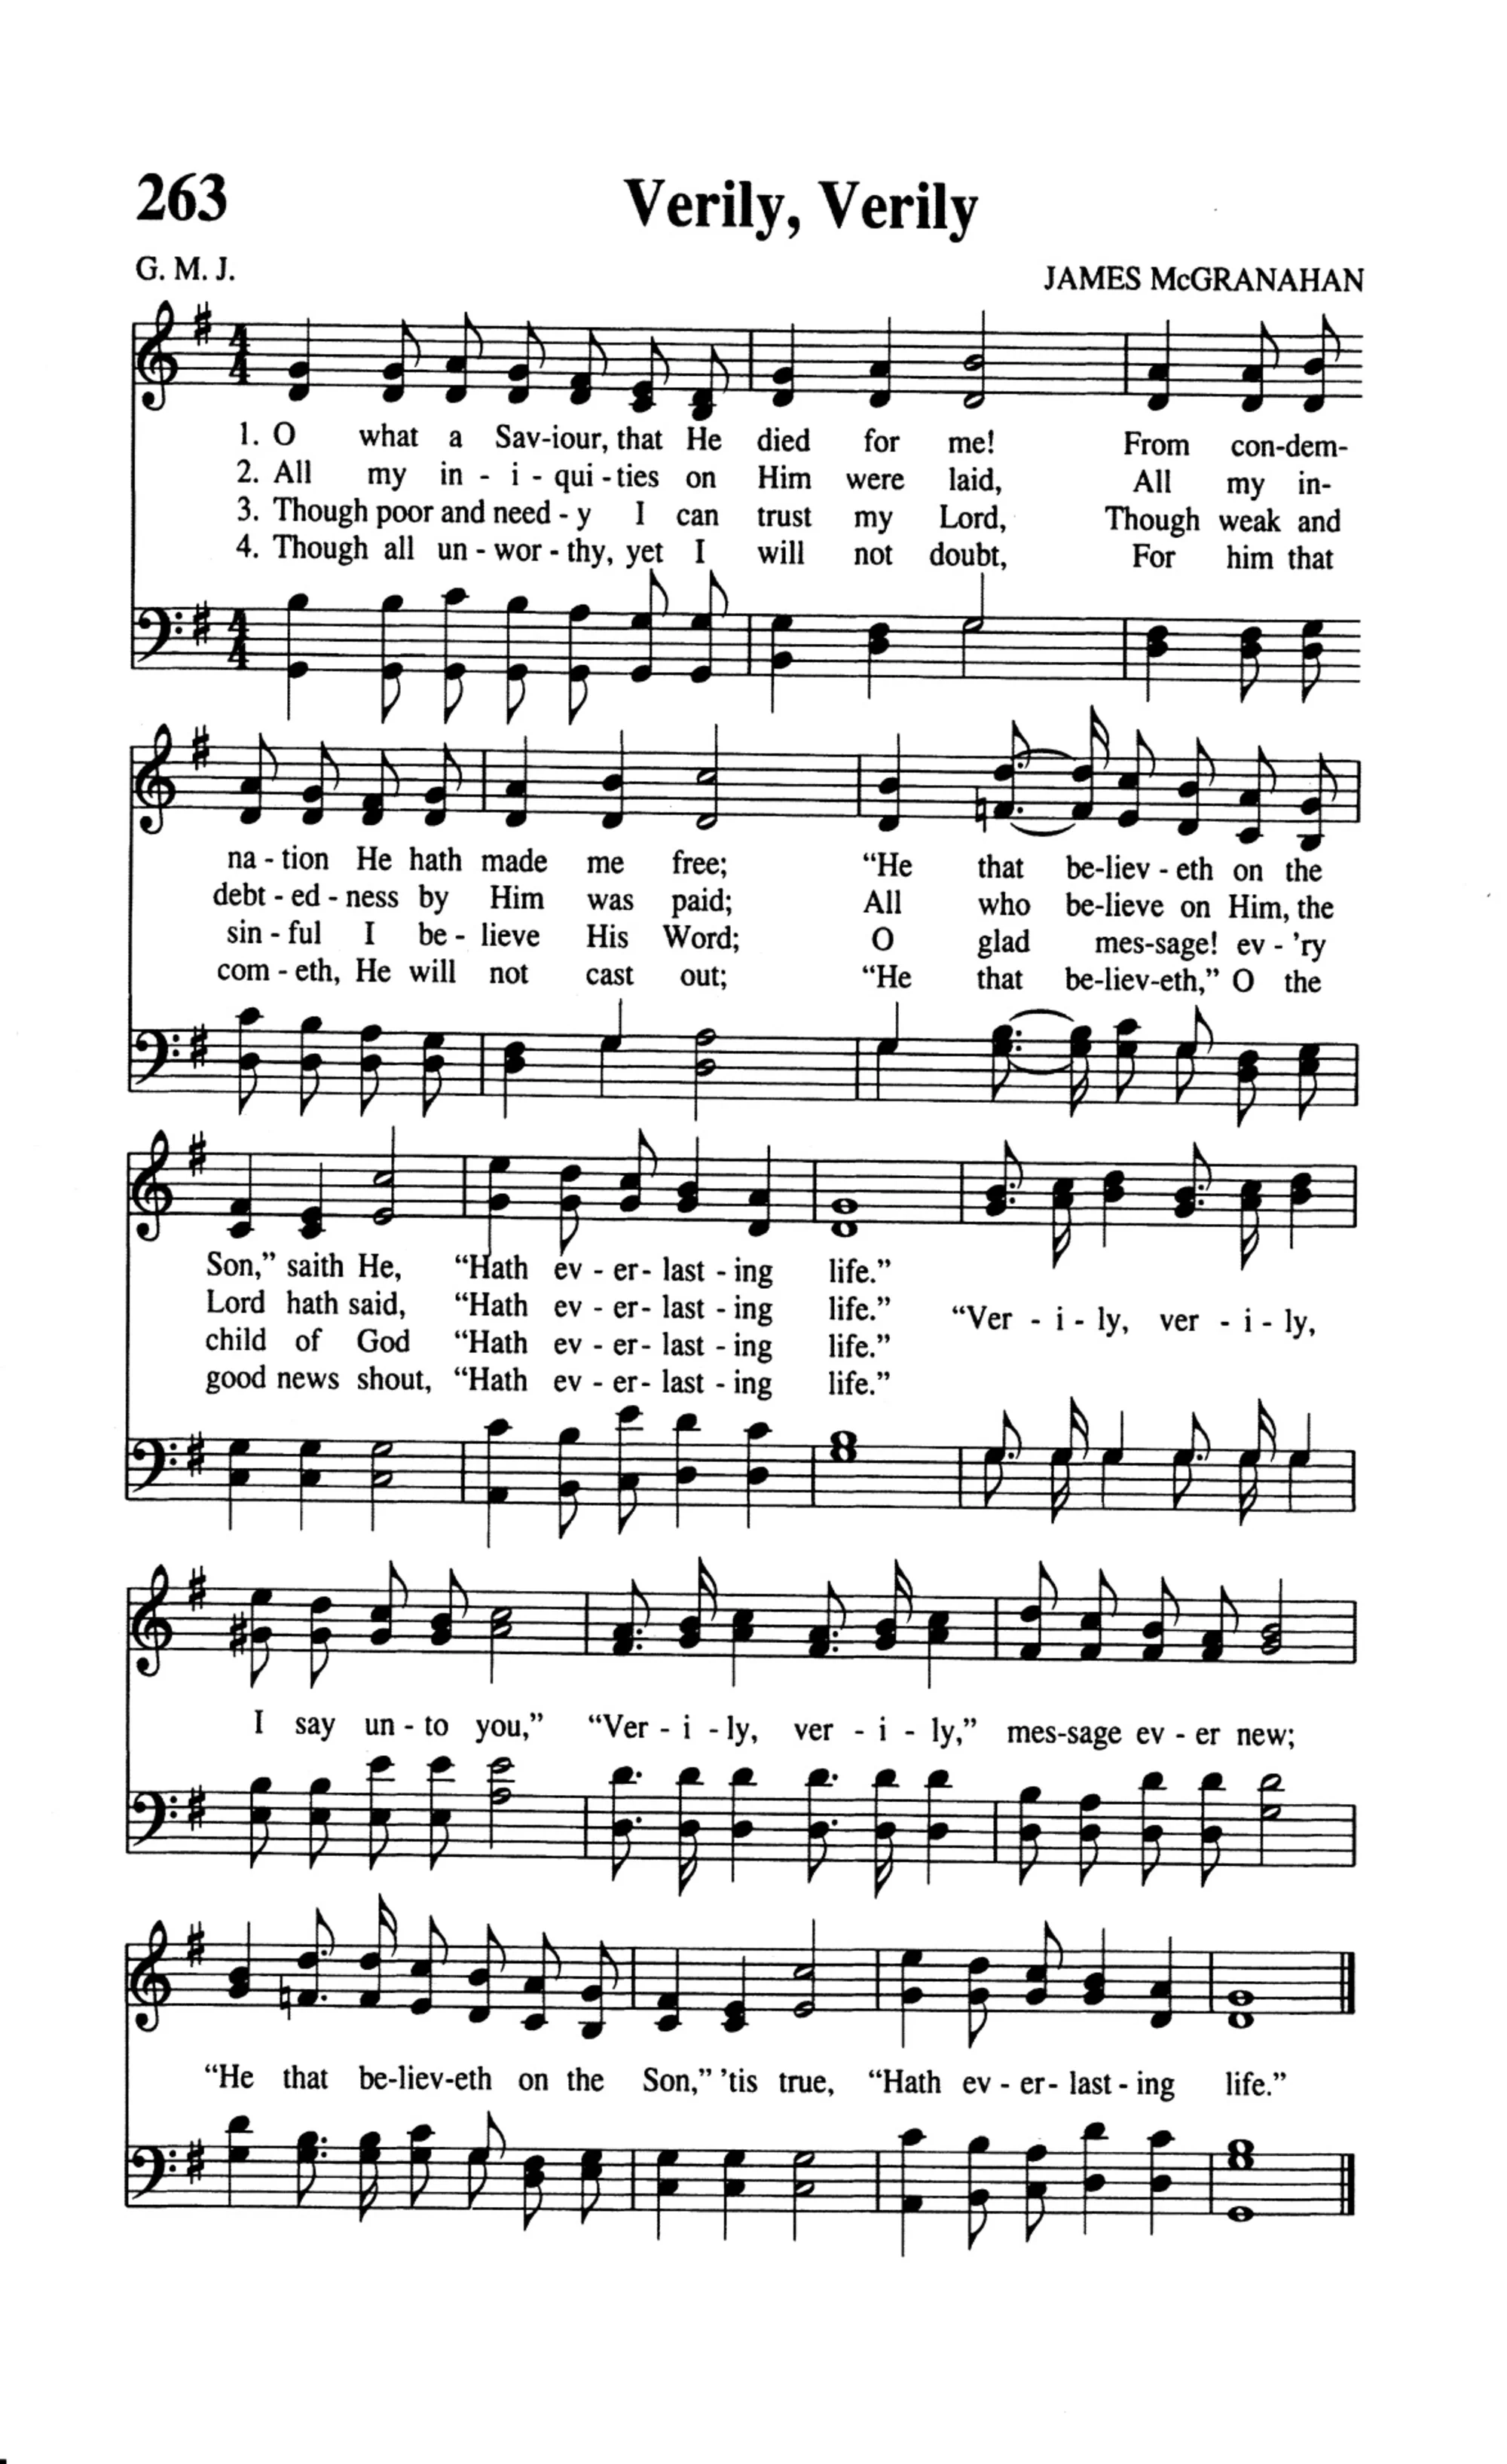 263
Verily, Verily
G. M. J.
JAMES McGRANAHAN
1. O what a Sav-iour, that He died for me! From con-dem-
2. All my in - i - qui -ties on Him were laid, All my in-
3. Though poor and need - y I can trust my Lord, Though weak and
4. Though all un - wor - thy, yet I will not doubt, For him that
na - tion He hath made me free; “He that be-liev - eth on the
debt - ed - ness by Him was paid; All who be-lieve on Him, the
sin - ful I be - lieve His Word; O glad mes-sage! ev - ’ry
com - eth, He will not cast out; “He that be-liev-eth,” O the
Son,” saith He, “Hath ev - er- last - ing life.”
Lord hath said, “Hath ev - er- last - ing life.” “Ver - i - ly, ver - i - ly,
child of God “Hath ev - er- last - ing life.”
good news shout, “Hath ev - er- last - ing life.”
I say un - to you,” “Ver - i - ly, ver - i - ly,” mes-sage ev - er new;
“He that be-liev-eth on the Son,” ’tis true, “Hath ev - er- last - ing life.”